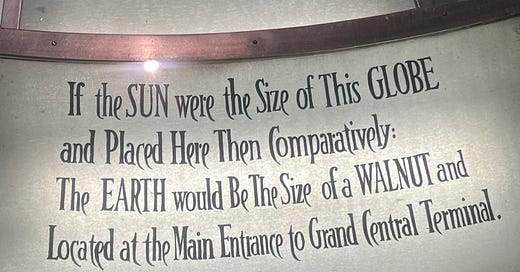 If the SUN were the Size of This GLOBE
and Placed Here Then Comparatively:
The EARTH would Be The Size of a WALNUT and
Located at the Main Entrance to Grand Central Terminal.